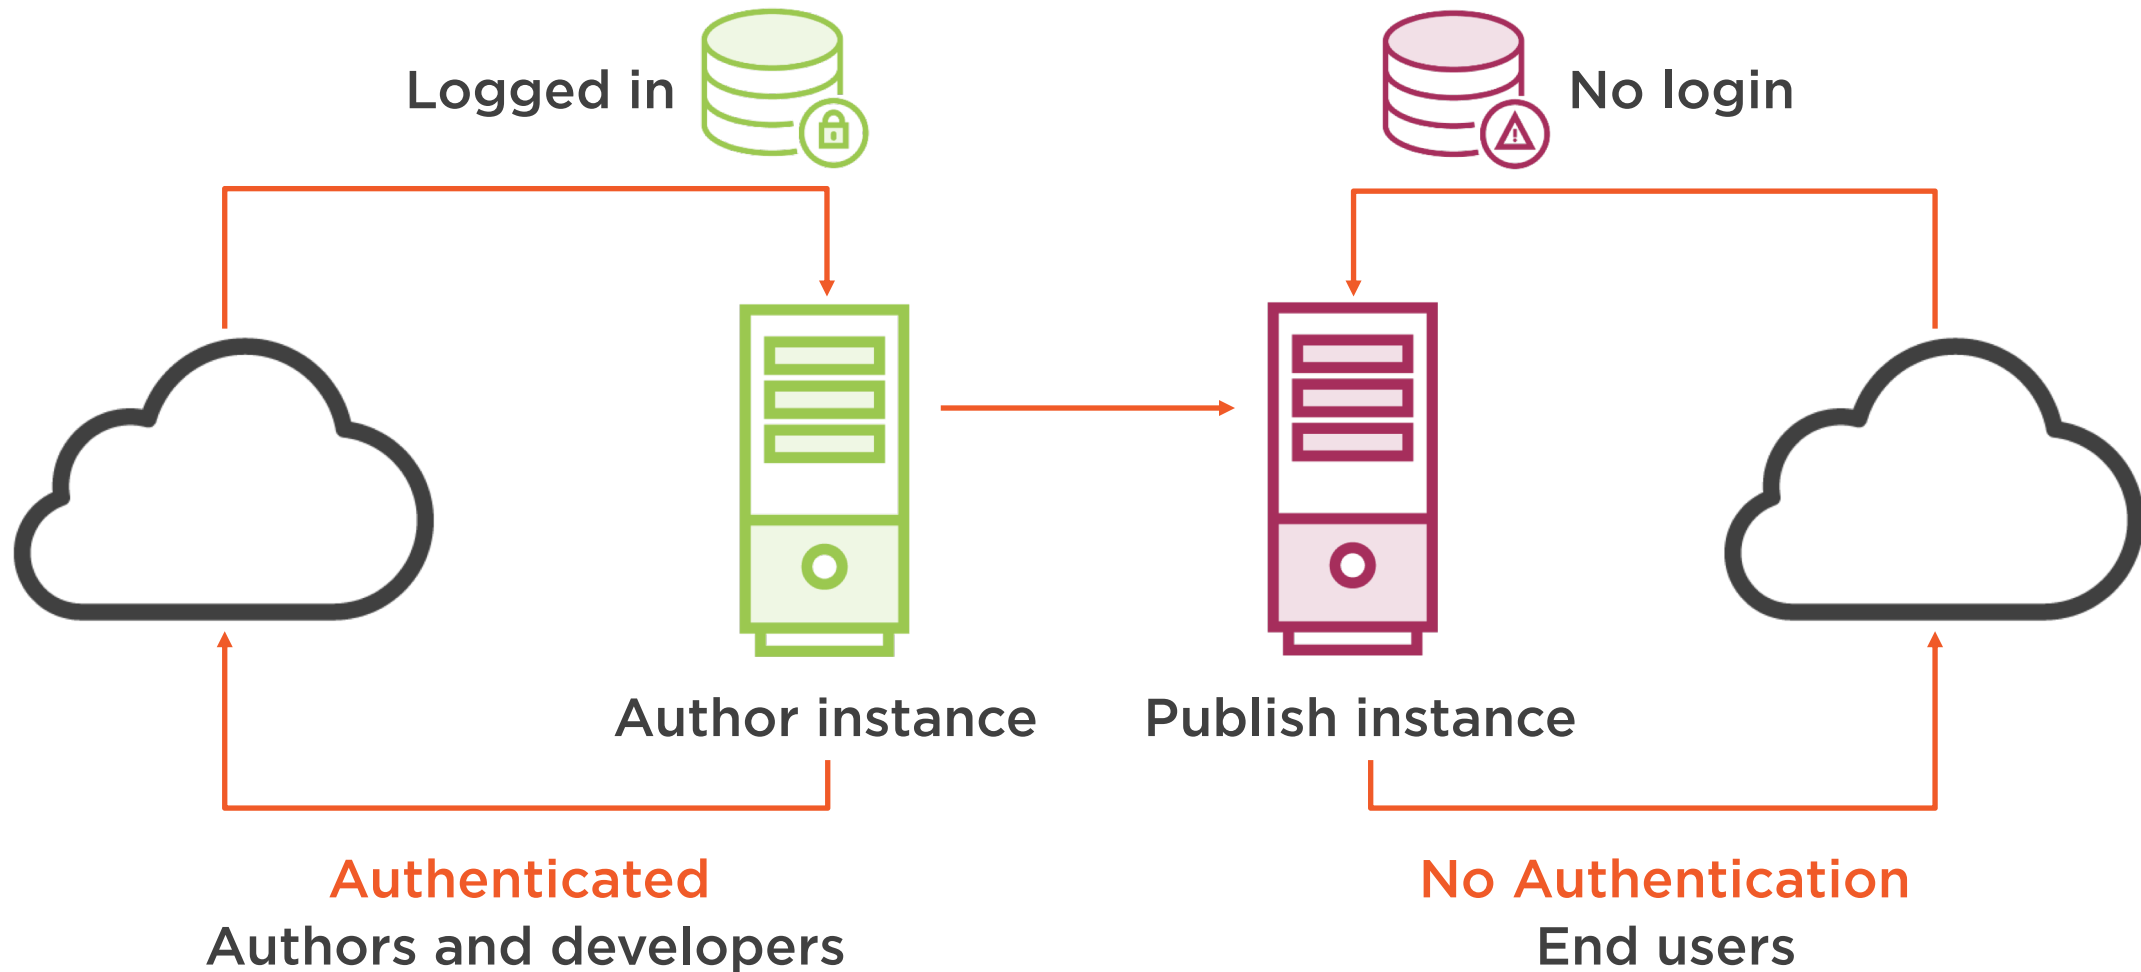 Logged in
No login
Author instance
Publish instance
Authenticated
Authors and developers
No Authentication
End users